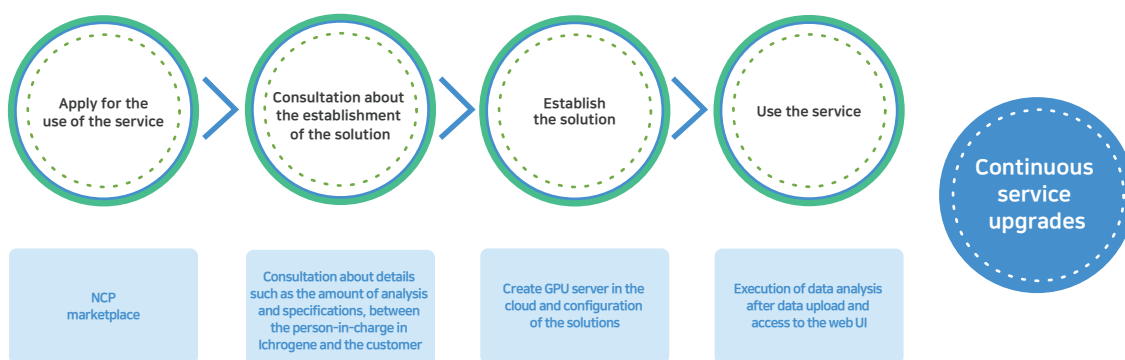 Apply for the
use of the service
Consultation about
the establishment
of the solution
Establish
the solution
Use the service
Continuous
service
upgrades
NCP
marketplace
Consultation about details
such as the amount of analysis
and specifications, between
the person-in-charge in
Ichrogene and the customer
Create GPU server in the
cloud and configuration
of the solutions
Execution of data analysis
after data upload and
access to the web UI